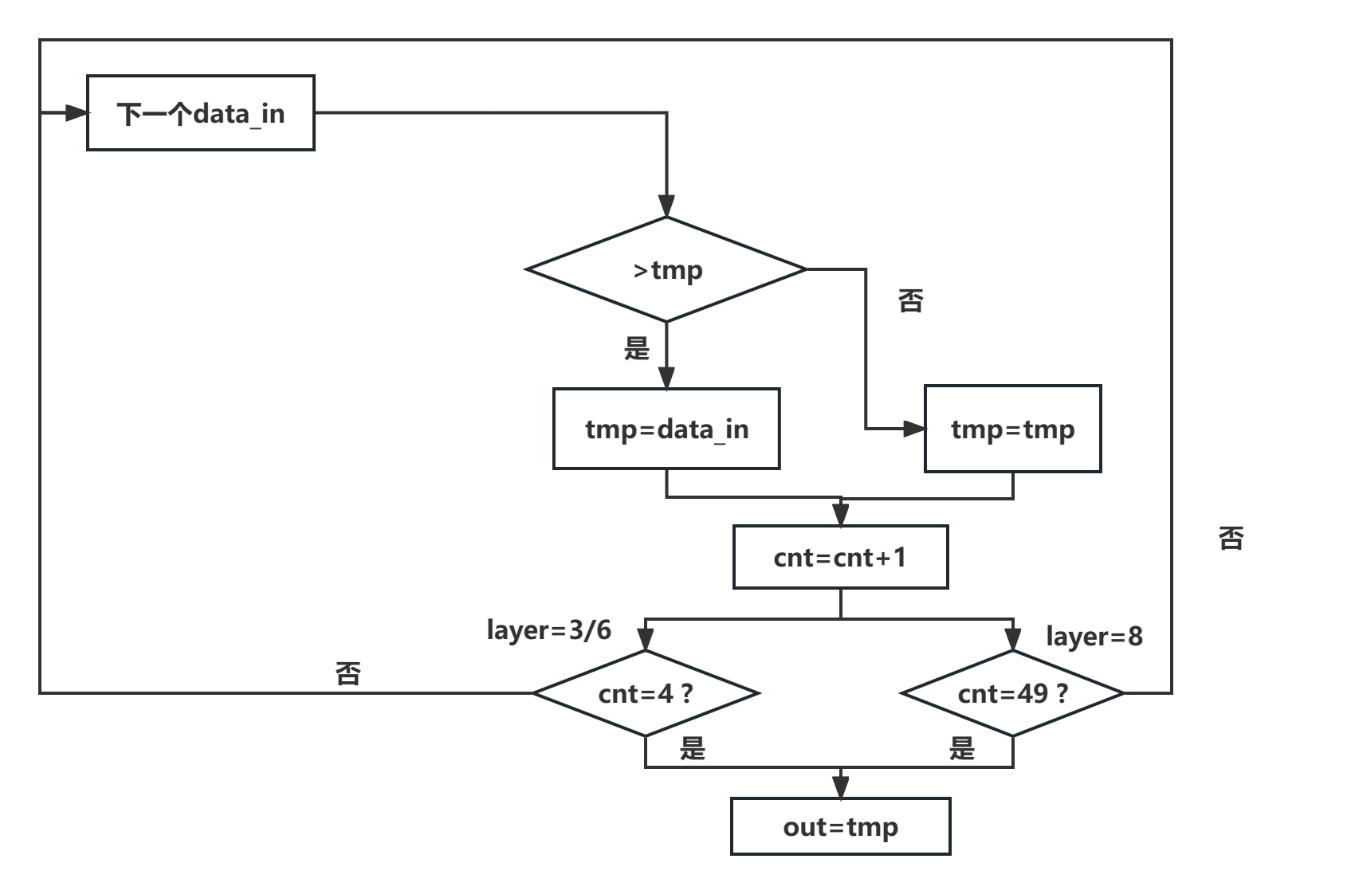 下一个data_in
>tmp
否
是
tmp=data_in
tmp=tmp
否
cnt=cnt+1
layer=3/6
layer=8
否
cnt=4 ?
cnt=49 ?
是
是
out=tmp